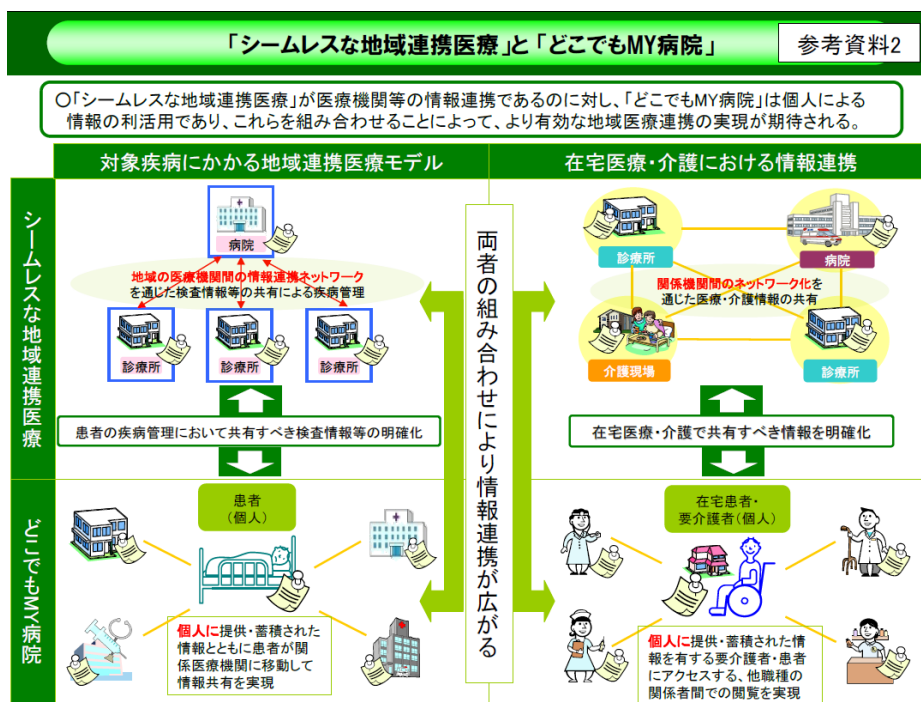 「シームレスな地域連携医療」と「どこでもMY病院」
参考資料2
○「シームレスな地域連携医療」が医療機関等の情報連携であるのに対し、「どこでもMY病院」は個人による
情報の利活用であり、これらを組み合わせることによって、より有効な地域医療連携の実現が期待される。
対象疾病にかかる地域連携医療モデル
在宅医療・介護における情報連携
シームレスな地域連携医療
病院
地域の医療機関間の情報連携ネットワーク
を通じた検査情報等の共有による疾病管理
診療所
診療所
診療所
両者の組み合わせにより情報連携が広がる
診療所
病院
関係機関間のネットワーク化を
通じた医療・介護情報の共有
介護現場
診療所
患者の疾病管理において共有すべき検査情報等の明確化
在宅医療・介護で共有すべき情報を明確化
どこでもMY病院
患者
(個人)
個人に提供・蓄積された
情報とともに患者が関
係医療機関に移動して
情報共有を実現
在宅患者・
要介護者(個人)
個人に提供・蓄積された情
報を有する要介護者・患者
にアクセスする、他職種の
関係者間での閲覧を実現